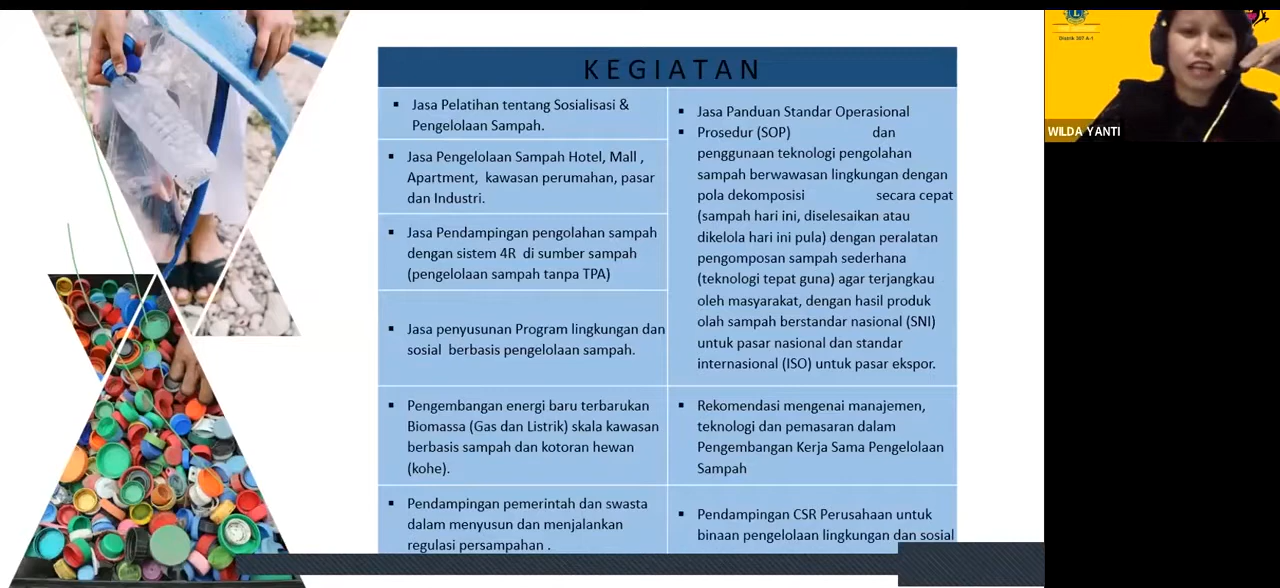 KEGIATAN
▪ Jasa Pelatihan tentang Sosialisasi &
Pengelolaan Sampah.
▪ Jasa Pengelolaan Sampah Hotel, Mall ,
Apartment, kawasan perumahan, pasar
dan Industri.
▪ Jasa Pendampingan pengolahan sampah
dengan sistem 4R di sumber sampah
(pengelolaan sampah tanpa TPA)
▪ Jasa penyusunan Program lingkungan dan
sosial berbasis pengelolaan sampah.
▪ Pengembangan energi baru terbarukan
Biomassa (Gas dan Listrik) skala kawasan
berbasis sampah dan kotoran hewan
(kohe).
▪ Pendampingan pemerintah dan swasta
dalam menyusun dan menjalankan
regulasi persampahan .
▪ Jasa Panduan Standar Operasional
▪ Prosedur (SOP) dan
penggunaan teknologi pengolahan
sampah berwawasan lingkungan dengan
pola dekomposisi secara cepat
(sampah hari ini, diselesaikan atau
dikelola hari ini pula) dengan peralatan
pengomposan sampah sederhana
(teknologi tepat guna) agar terjangkau
oleh masyarakat, dengan hasil produk
olah sampah berstandar nasional (SNI)
untuk pasar nasional dan standar
internasional (ISO) untuk pasar ekspor.
▪ Rekomendasi mengenai manajemen,
teknologi dan pemasaran dalam
Pengembangan Kerja Sama Pengelolaan
Sampah
▪ Pendampingan CSR Perusahaan untuk
binaan pengelolaan lingkungan dan sosial
Distrik 307 A-1
WILDA YANTI